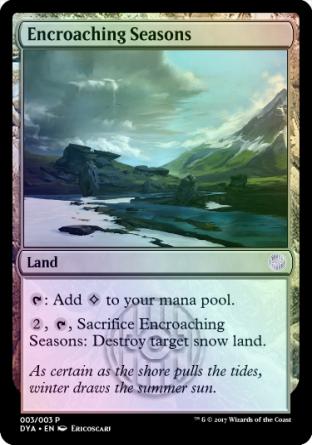 Encroaching Seasons
Land
: Add to your mana pool.
2, , Sacrifice Encroaching
Seasons: Destroy target snow land.
As certain as the shore pulls the tides,
winter draws the summer sun.
003/003 P
DYA • EN Ericoscarf
™ & © 2017 Wizards of the Coast